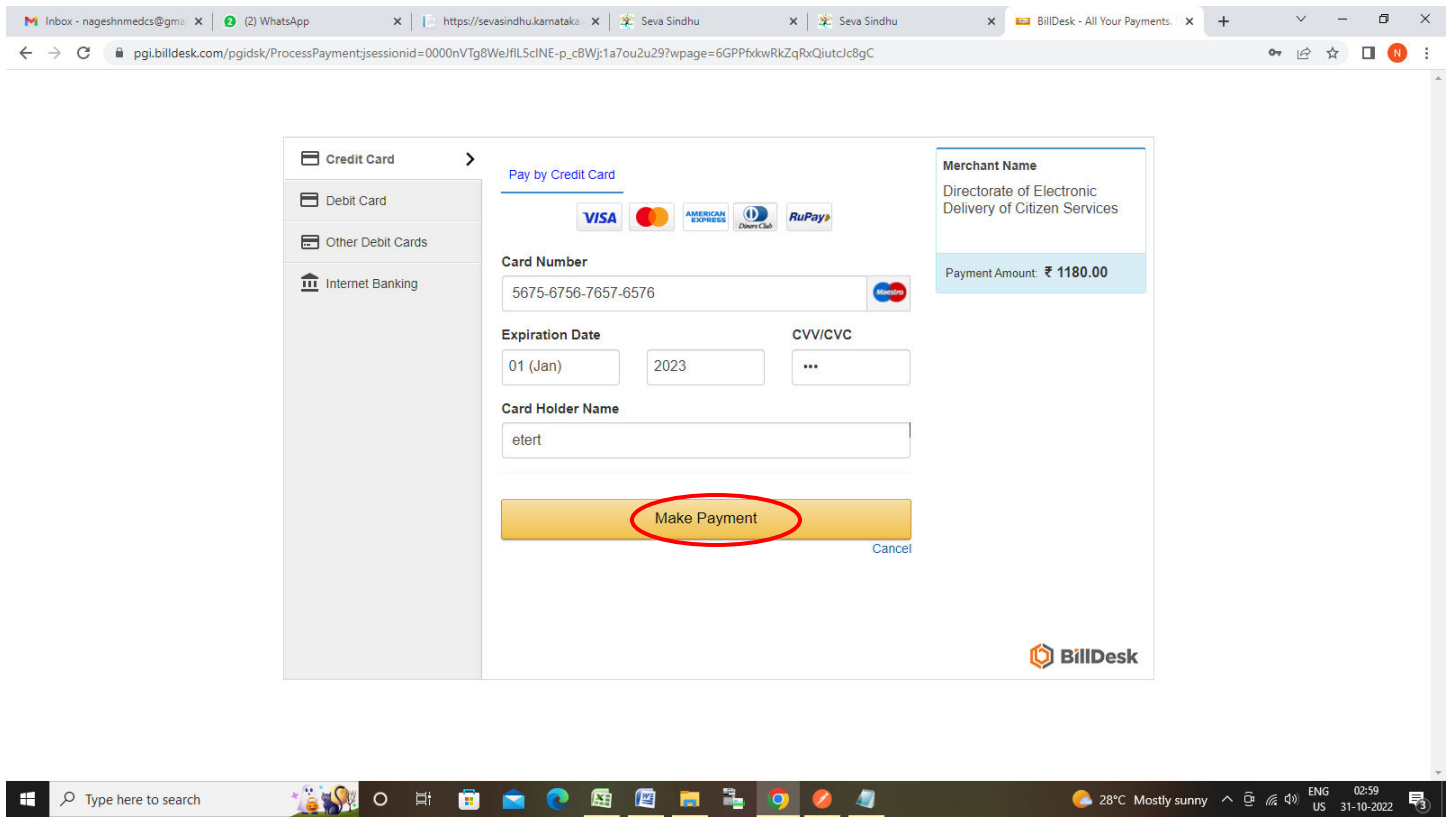 Inbox - nageshnmedcs@gma
(2) WhatsApp
https://sevasindhu.karnataka
Seva Sindhu
Seva Sindhu
BillDesk - All Your Payments.
pgi.billdesk.com/pgidsk/ProcessPayment;jsessionid=0000nVTg8WeJflL5cINE-p_cBWj:1a7ou2u29?wpage=6GPPfxkwRkZqRxQiutcJc8gC
N
Credit Card
Debit Card
Other Debit Cards
Internet Banking
Pay by Credit Card
VISA
AMERICAN EXPRESS
Diners Club
RuPay
Card Number
5675-6756-7657-6576
Maestro
Expiration Date
CVV/CVC
01 (Jan)
2023
•••
Card Holder Name
etert
Make Payment
Cancel
Merchant Name
Directorate of Electronic
Delivery of Citizen Services
Payment Amount: ₹ 1180.00
BillDesk
Type here to search
28°C Mostly sunny
ENG
US
02:59
31-10-2022
3